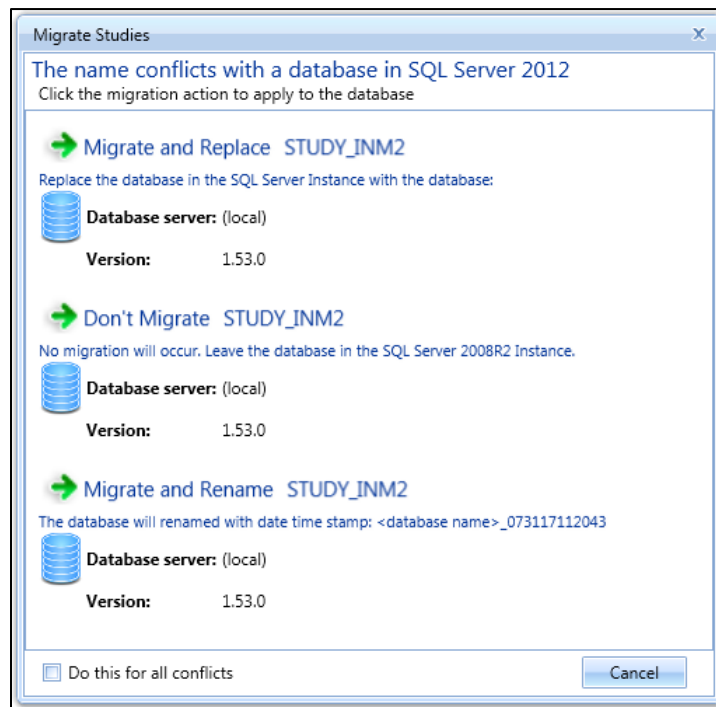 Migrate Studies
x
The name conflicts with a database in SQL Server 2012
Click the migration action to apply to the database
Migrate and Replace STUDY_INM2
Replace the database in the SQL Server Instance with the database:
Database server: (local)
Version: 1.53.0
Don't Migrate STUDY_INM2
No migration will occur. Leave the database in the SQL Server 2008R2 Instance.
Database server: (local)
Version: 1.53.0
Migrate and Rename STUDY_INM2
The database will renamed with date time stamp: <database name>_073117112043
Database server: (local)
Version: 1.53.0
Do this for all conflicts
Cancel